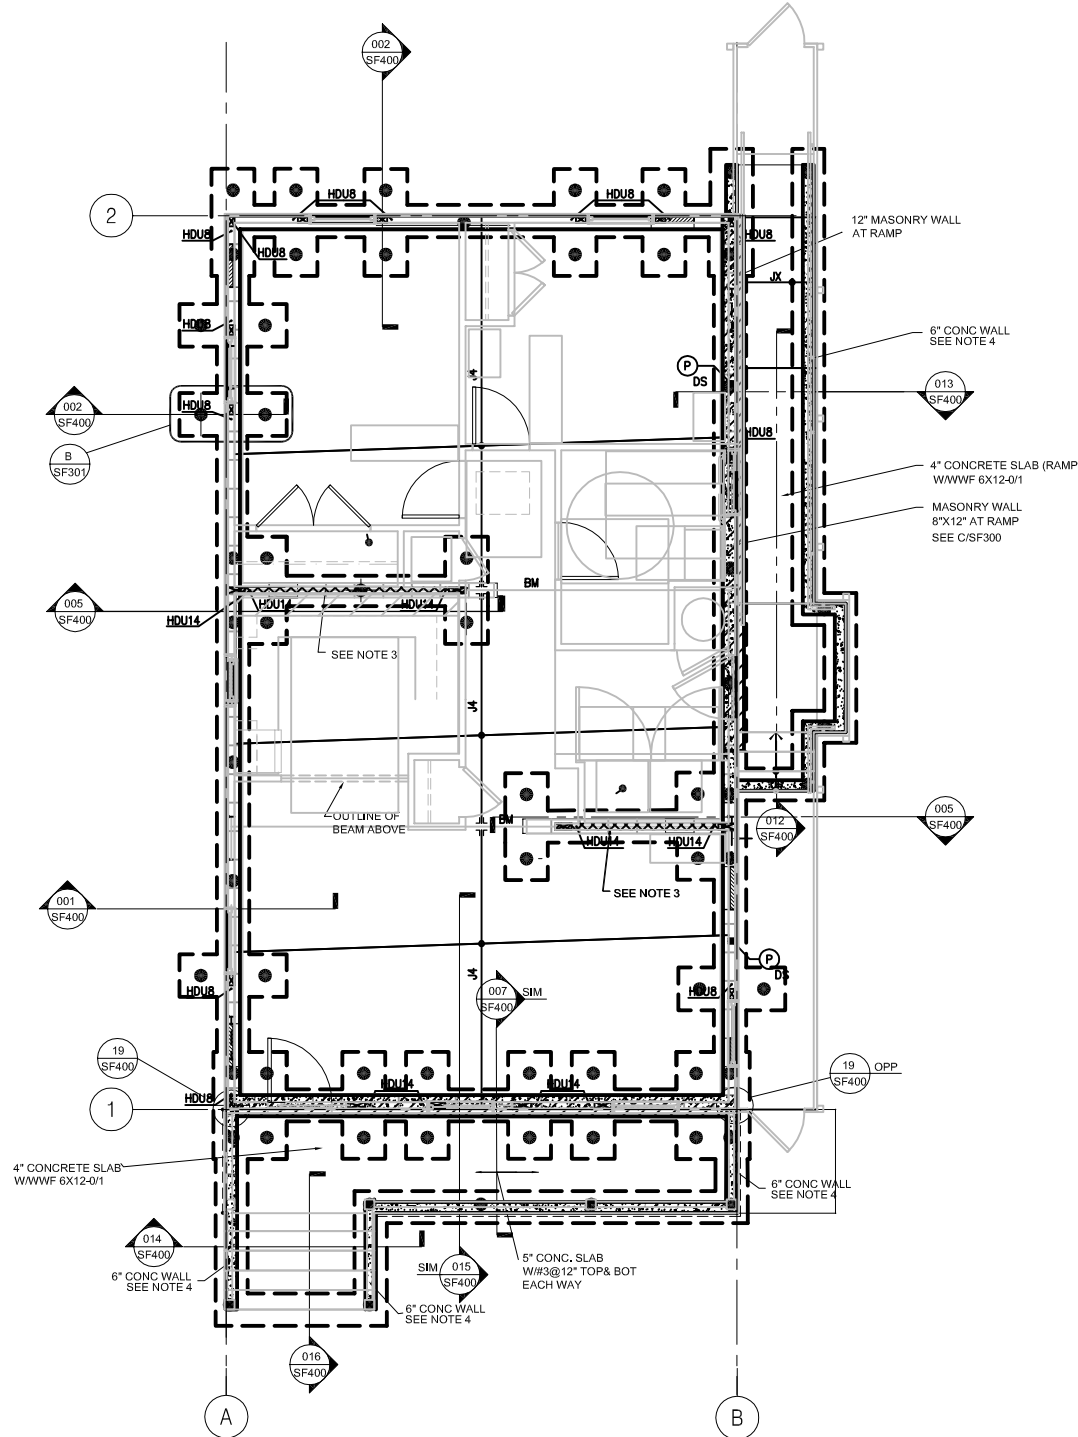 002
SF400
HDU8
HDU8
2
HDU8
HDU8
HDU8
12" MASONRY WALL
AT RAMP
JX
HDU8
6" CONC WALL
SEE NOTE 4
P
DS
J4
013
SF400
002
SF400
HDU8
B
SF301
HDU8
4" CONCRETE SLAB (RAMP
W/WWF 6X12-0/1
MASONRY WALL
8"X12" AT RAMP
SEE C/SF300
BM
005
SF400
HDU14
HDU14
HDU14
SEE NOTE 3
J4
OUTLINE OF
BEAM ABOVE
BM
012
SF400
005
SF400
HDU14
HDU14
SEE NOTE 3
001
SF400
P
DS
J4
HDU8
007
SF400
SIM
HDU8
19
SF400
19
SF400
OPP
HDU14
HDU14
HDU8
1
4" CONCRETE SLAB
W/WWF 6X12-0/1
6" CONC WALL
SEE NOTE 4
014
SF400
6" CONC WALL
SEE NOTE 4
SIM
015
SF400
5" CONC. SLAB
W/#3@12" TOP& BOT
EACH WAY
6" CONC WALL
SEE NOTE 4
016
SF400
A
B